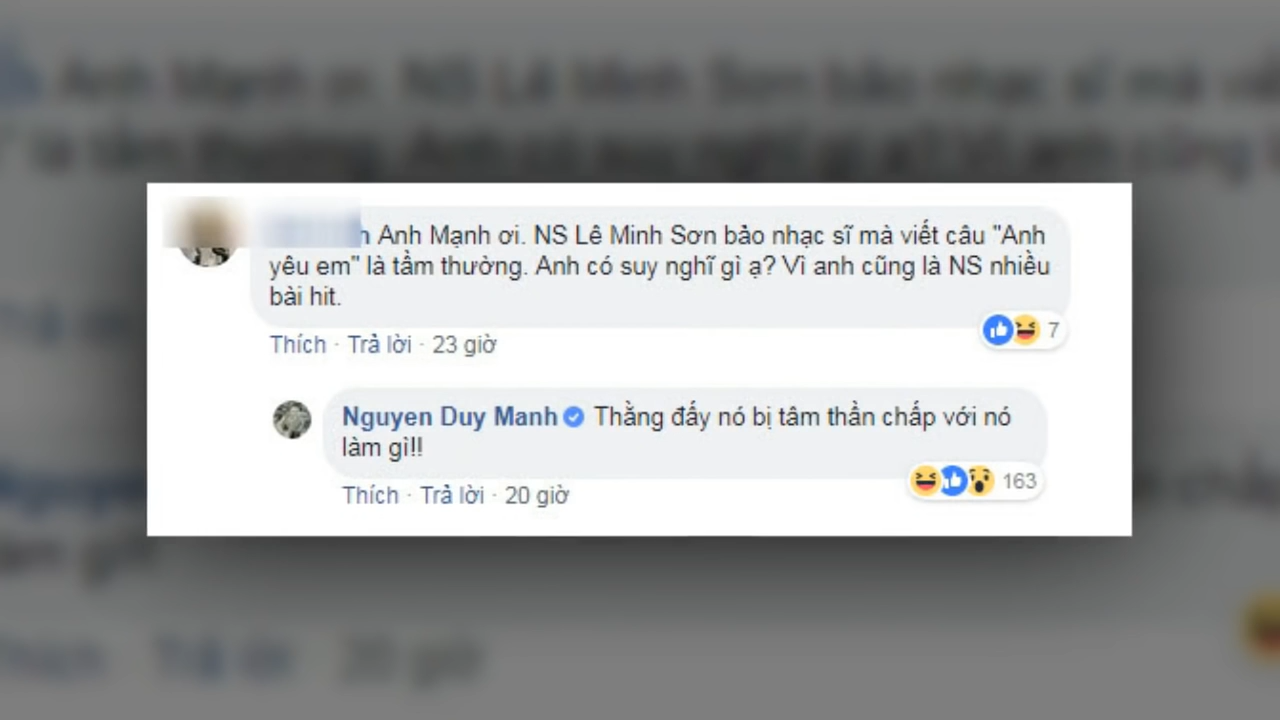 Anh Mạnh ơi. NS Lê Minh Sơn bảo nhạc sĩ mà viết câu "Anh
yêu em" là tầm thường. Anh có suy nghĩ gì ạ? Vì anh cũng là NS nhiều
bài hit.
7
Thích · Trả lời · 23 giờ
Nguyen Duy Manh Thằng đấy nó bị tâm thần chấp với nó
làm gì!!
163
Thích · Trả lời · 20 giờ